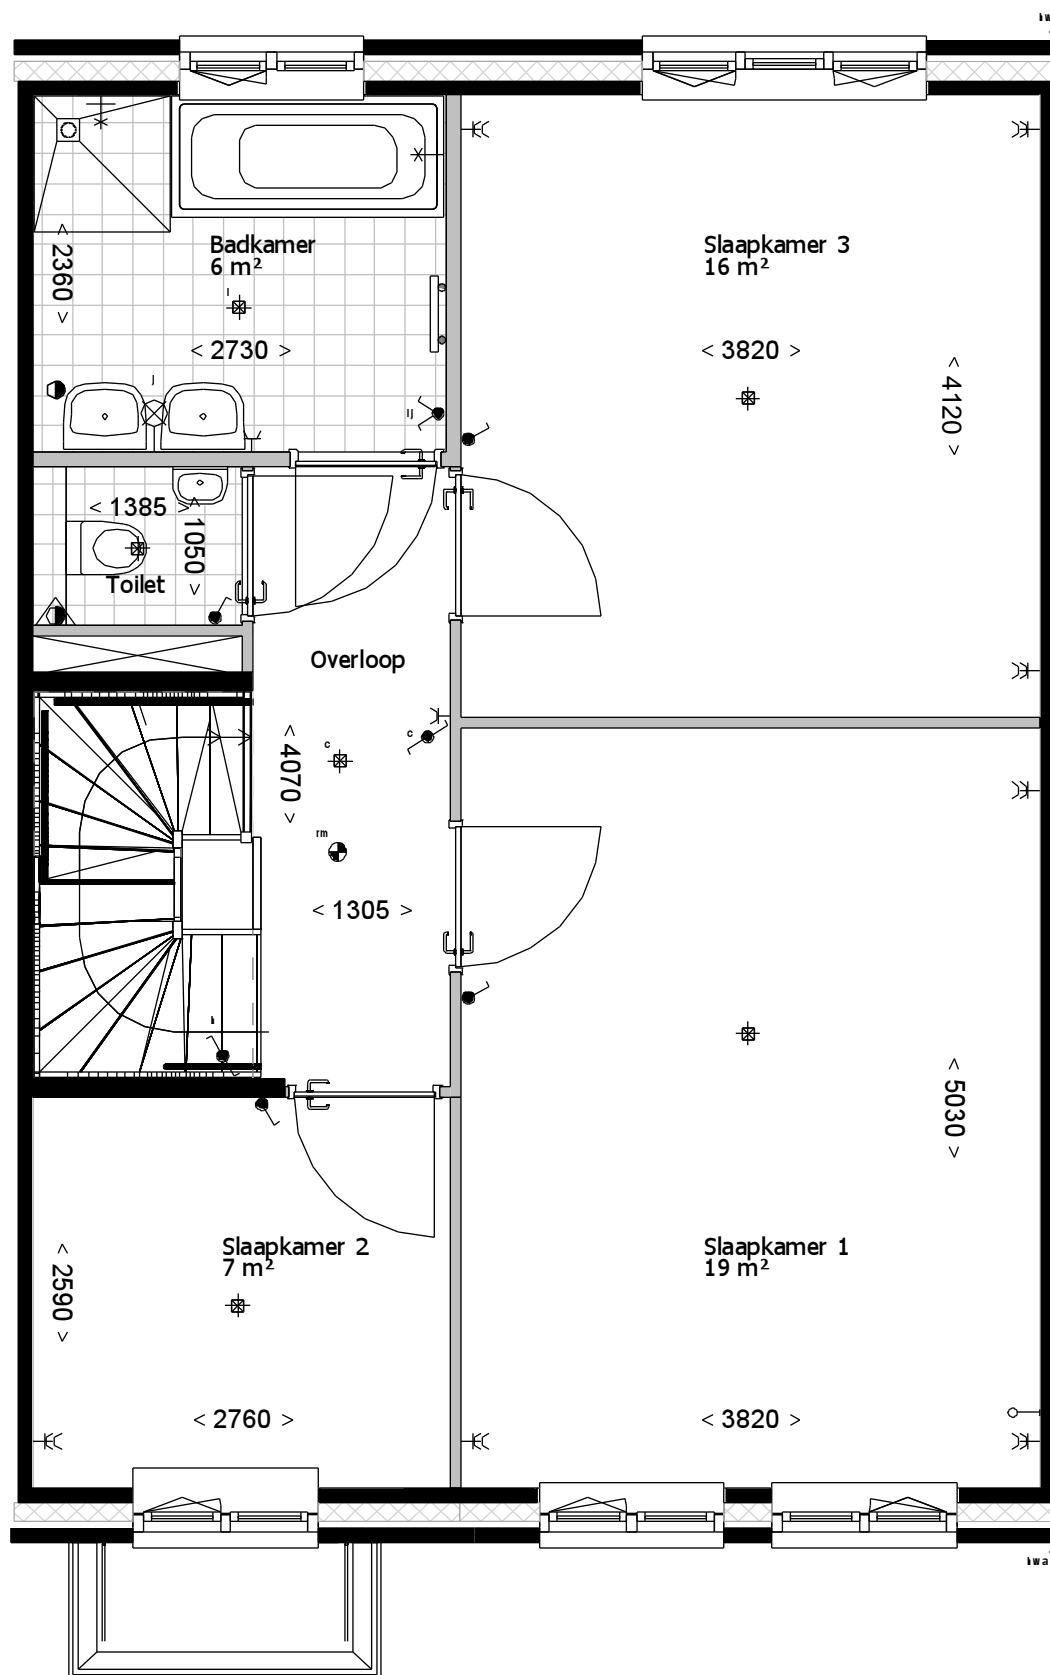 Badkamer
6 m²
< 2360 >
< 2730 >
Slaapkamer 3
16 m²
< 3820 >
< 4120 >
< 1385 >
< 1050 >
Toilet
Overloop
c
c
< 4070 >
rm
< 1305 >
< 5030 >
Slaapkamer 2
7 m²
Slaapkamer 1
19 m²
< 2590 >
< 2760 >
< 3820 >